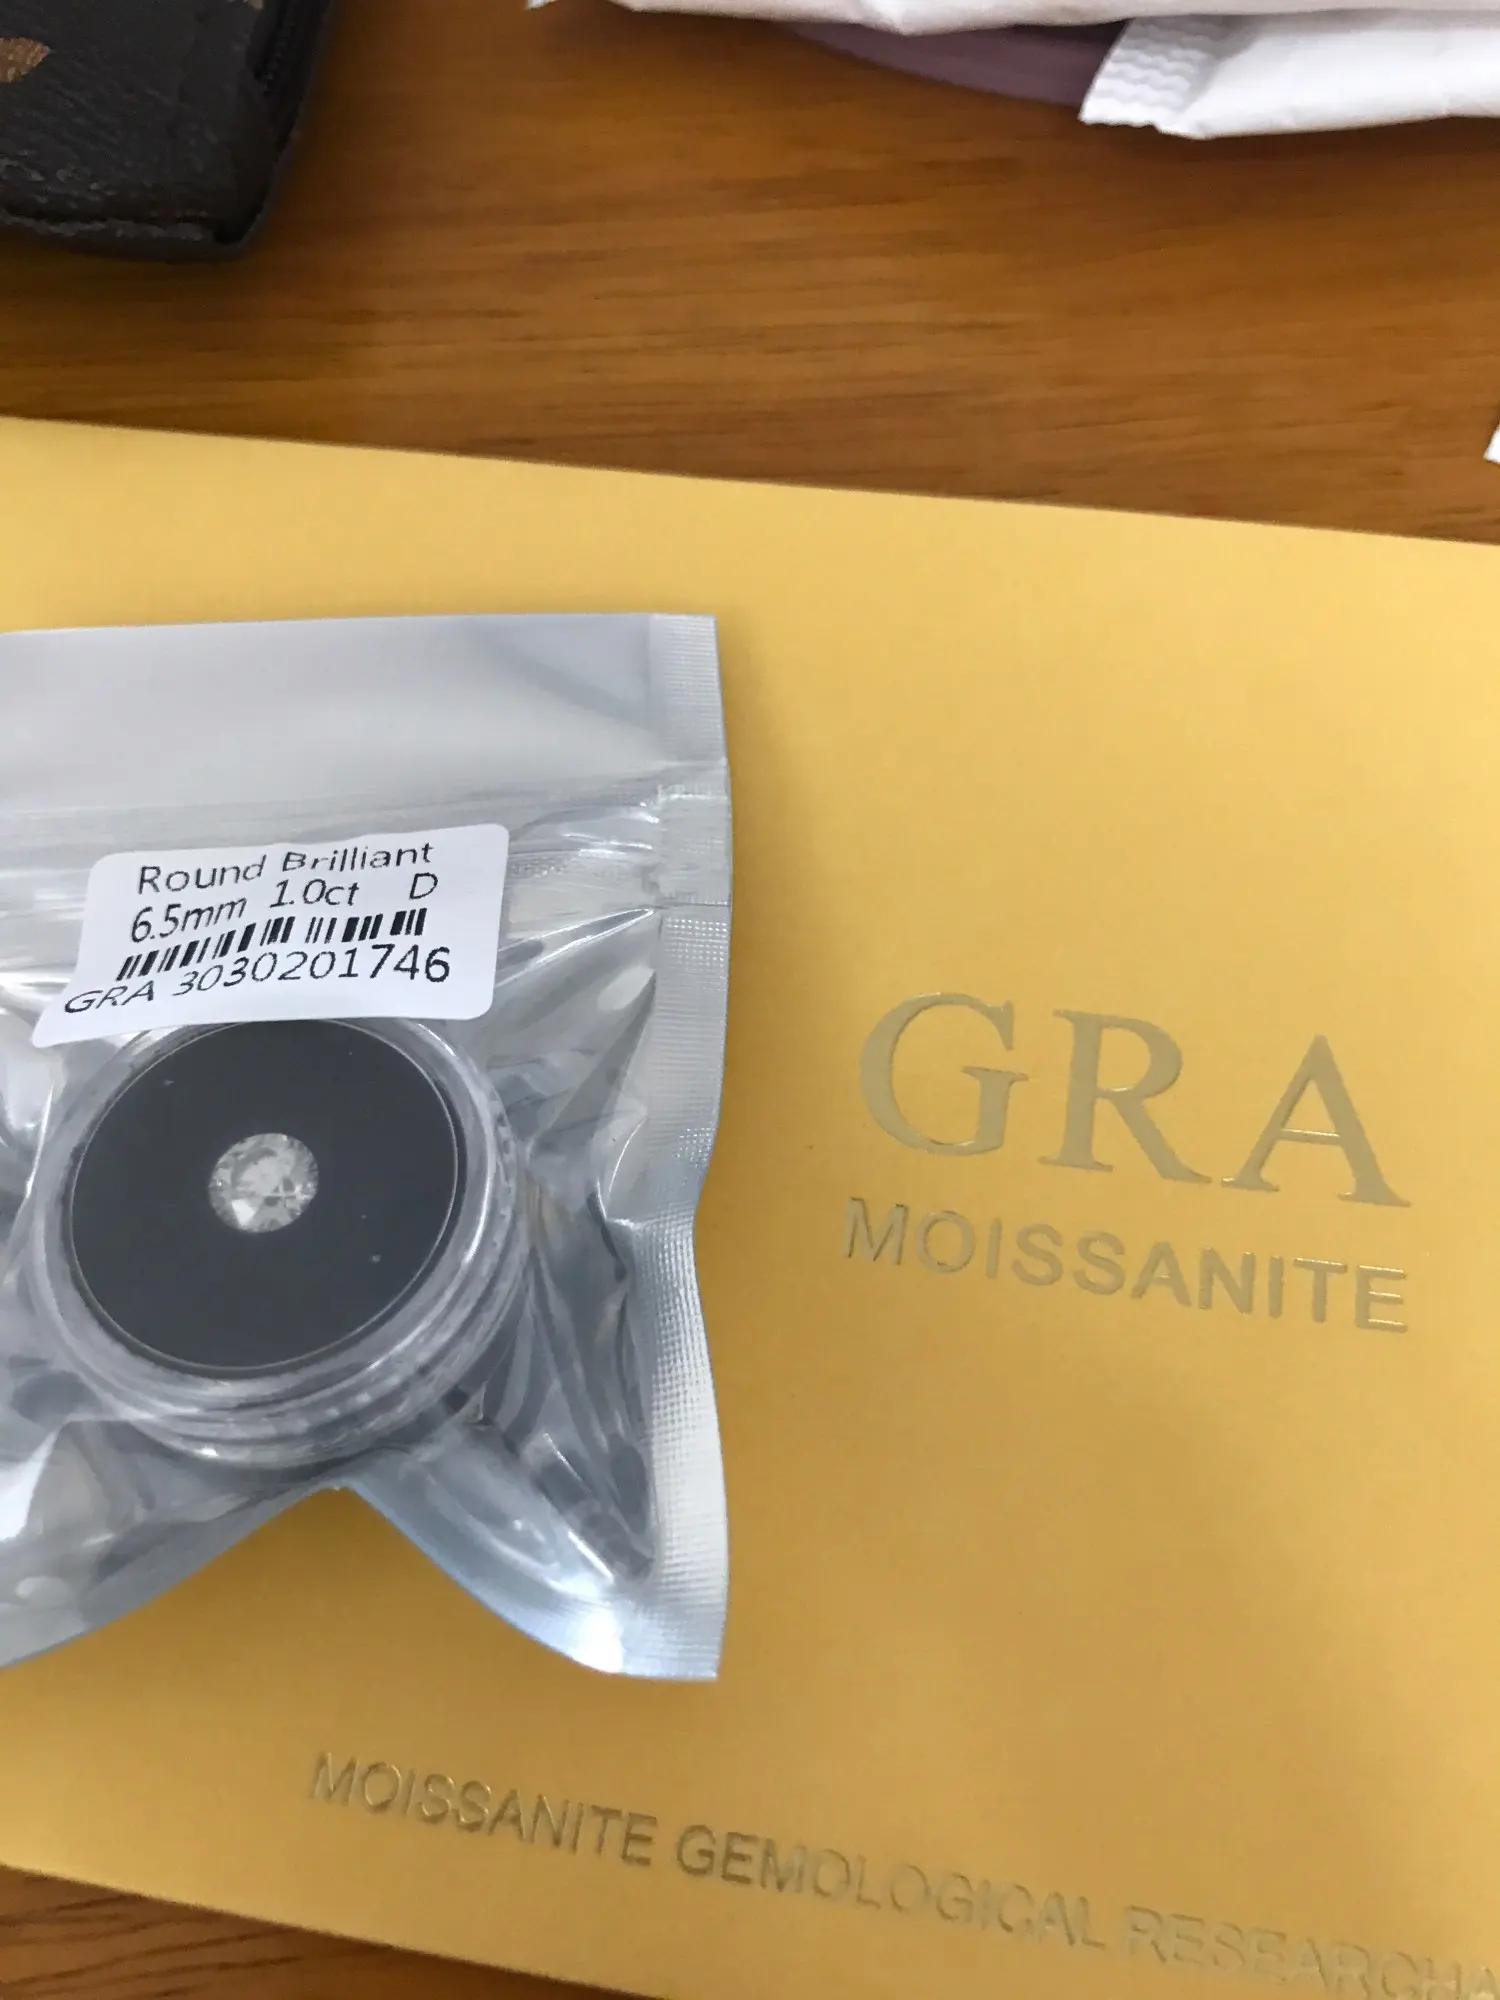 Round Brilliant
6.5mm 1.0ct D
GRA 3030201746
GRA
MOISSANITE
MOISSANITE GEMOLOGICAL